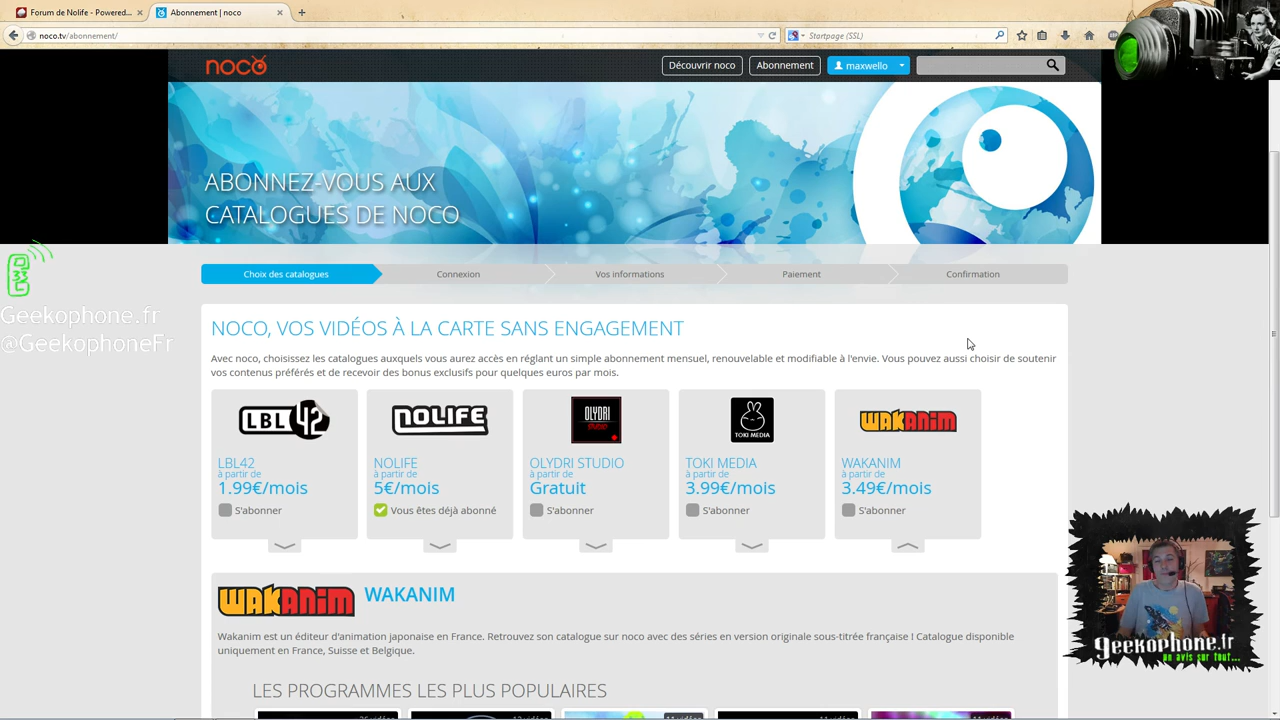 Forum de Nolife - Powered...
Abonnement | noco
noco.tv/abonnement/
Startpage (SSL)
noco
Découvrir noco
Abonnement
maxwello
ABONNEZ-VOUS AUX
CATALOGUES DE NOCO
Geekophone.fr
@GeekophoneFr
Choix des catalogues
Connexion
Vos informations
Paiement
Confirmation
NOCO, VOS VIDÉOS À LA CARTE SANS ENGAGEMENT
Avec noco, choisissez les catalogues auxquels vous aurez accès en réglant un simple abonnement mensuel, renouvelable et modifiable à l'envie. Vous pouvez aussi choisir de soutenir
vos contenus préférés et de recevoir des bonus exclusifs pour quelques euros par mois.
LBL42
LBL42
à partir de
1.99€/mois
S'abonner
NOLIFE
NOLIFE
à partir de
5€/mois
Vous êtes déjà abonné
OLYDRI
STUDIO
OLYDRI STUDIO
à partir de
Gratuit
S'abonner
TOKI MEDIA
TOKI MEDIA
à partir de
3.99€/mois
S'abonner
WAKANIM
WAKANIM
à partir de
3.49€/mois
S'abonner
WAKANIM
WAKANIM
Wakanim est un éditeur d'animation japonaise en France. Retrouvez son catalogue sur noco avec des séries en version originale sous-titrée française ! Catalogue disponible
uniquement en France, Suisse et Belgique.
LES PROGRAMMES LES PLUS POPULAIRES
geekophone.fr
un avis sur tout...